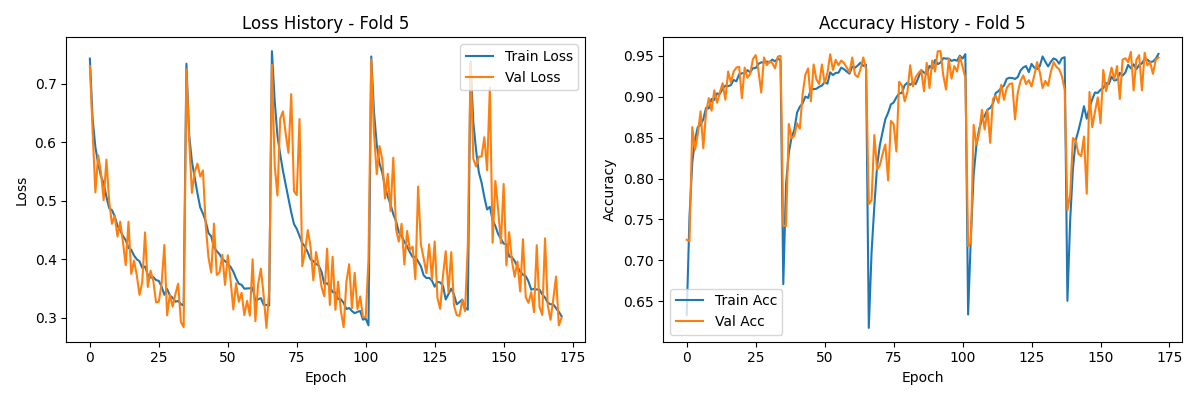 Loss History - Fold 5
Train Loss
Val Loss
Loss
0.7
0.6
0.5
0.4
0.3
0 25 50 75 100 125 150 175
Epoch
Accuracy History - Fold 5
Accuracy
0.95
0.90
0.85
0.80
0.75
0.70
0.65
Train Acc
Val Acc
0 25 50 75 100 125 150 175
Epoch